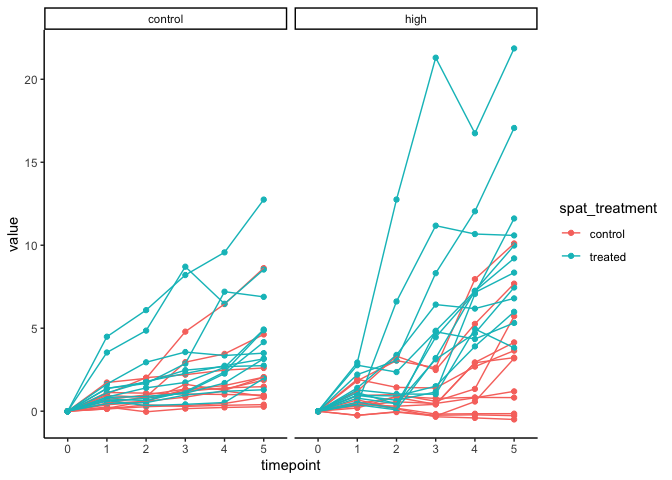 control
high
20
15
10
5
0
value
0 1 2 3 4 5
0 1 2 3 4 5
timepoint
spat_treatment
control
treated